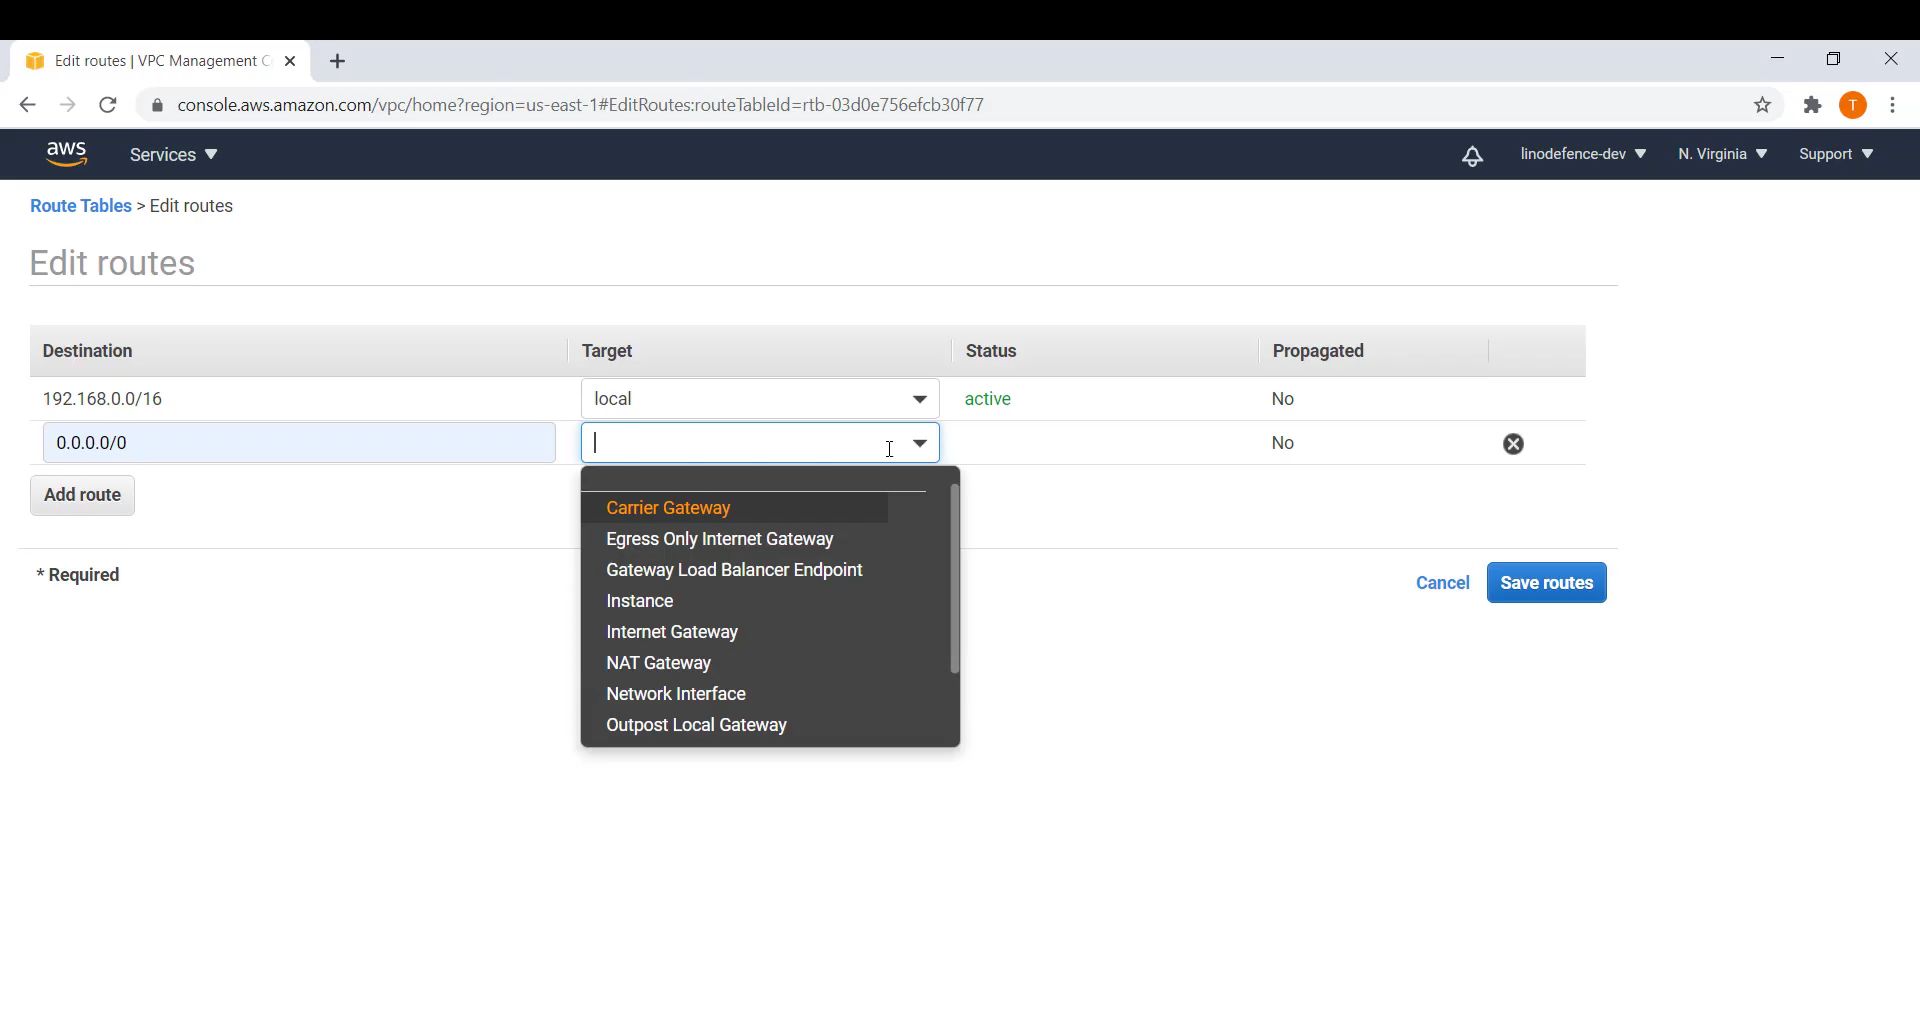 Edit routes | VPC Management C
console.aws.amazon.com/vpc/home?region=us-east-1#EditRoutes:routeTableId=rtb-03d0e756efcb30f77
T
aws
Services
linodefence-dev
N. Virginia
Support
Route Tables > Edit routes
Edit routes
Destination Target Status Propagated
192.168.0.0/16 local active No
0.0.0.0/0 No
Add route
Carrier Gateway
Egress Only Internet Gateway
Gateway Load Balancer Endpoint
Instance
Internet Gateway
NAT Gateway
Network Interface
Outpost Local Gateway
* Required
Cancel Save routes